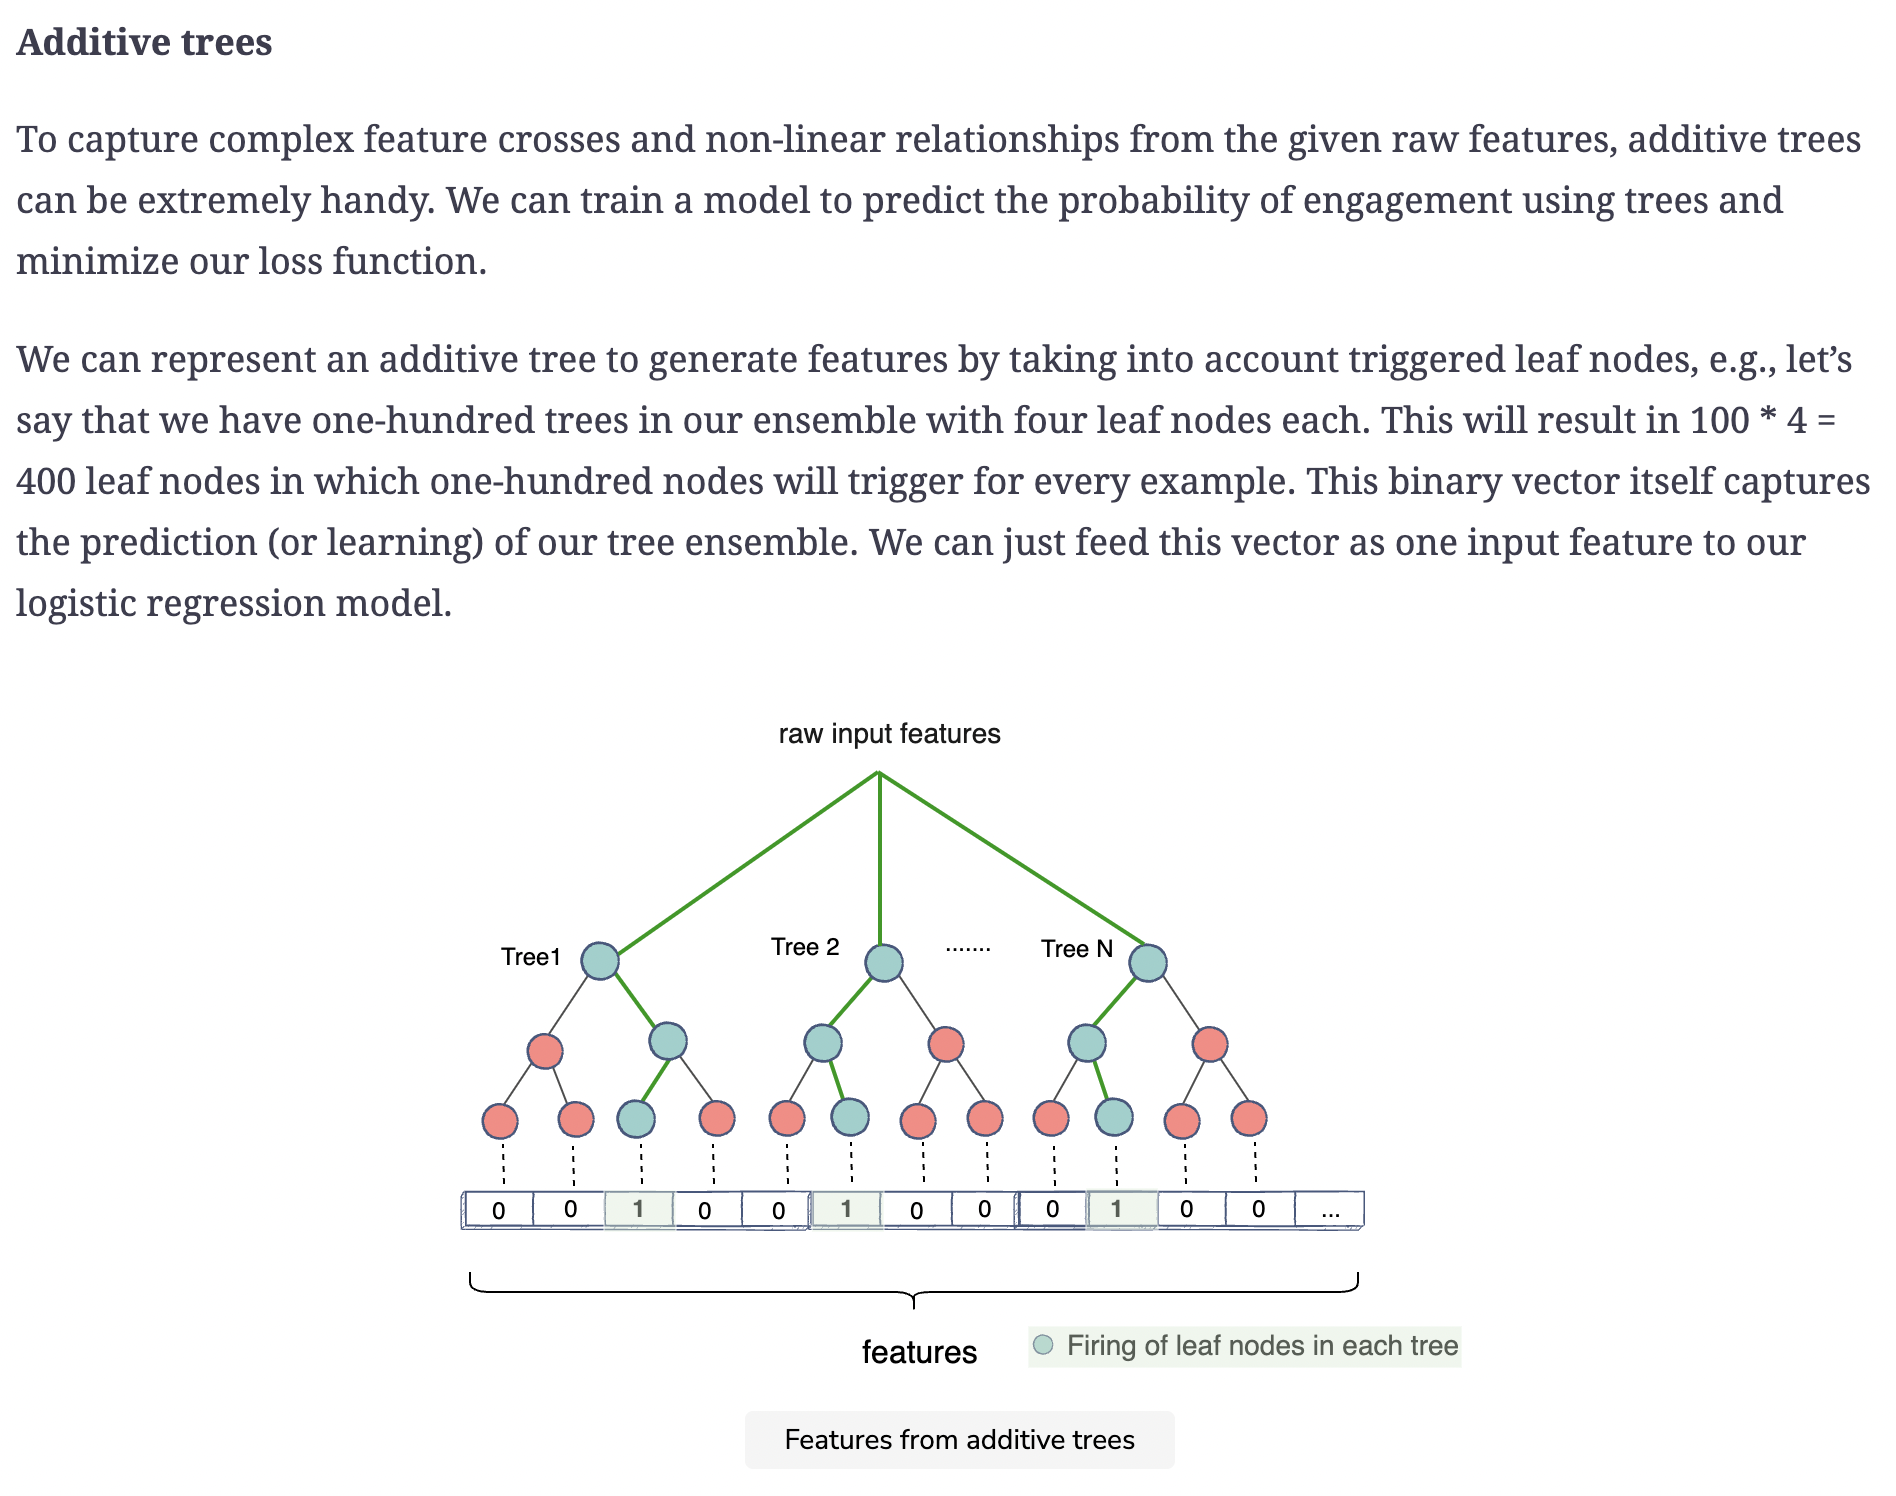 Additive trees
To capture complex feature crosses and non-linear relationships from the given raw features, additive trees
can be extremely handy. We can train a model to predict the probability of engagement using trees and
minimize our loss function.
We can represent an additive tree to generate features by taking into account triggered leaf nodes, e.g., let’s
say that we have one-hundred trees in our ensemble with four leaf nodes each. This will result in 100 * 4 =
400 leaf nodes in which one-hundred nodes will trigger for every example. This binary vector itself captures
the prediction (or learning) of our tree ensemble. We can just feed this vector as one input feature to our
logistic regression model.
raw input features
Tree1 Tree 2 ....... Tree N
0 0 1 0 0 1 0 0 0 1 0 0 ...
features
Firing of leaf nodes in each tree
Features from additive trees